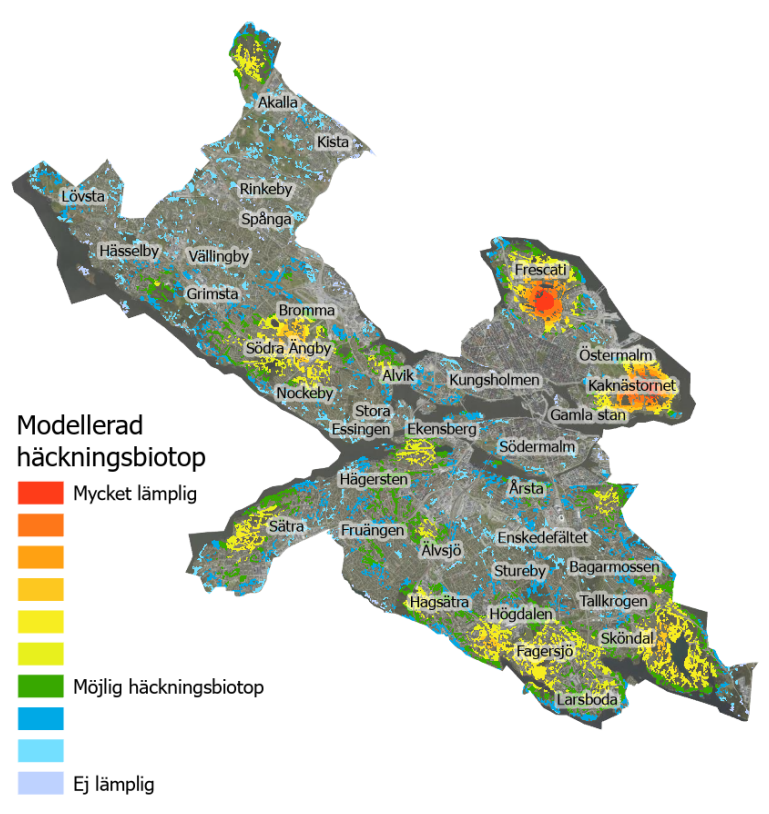 Akalla
Kista
Rinkeby
Lövsta
Spånga
Hässelby
Vällingby
Frescati
Grimsta
Bromma
Södra Ängby
Östermalm
Alvik
Kungsholmen
Kaknästornet
Nockeby
Gamla stan
Stora
Essingen
Ekensberg
Södermalm
Hägersten
Årsta
Sätra
Fruängen
Enskedefältet
Älvsjö
Stureby
Bagarmossen
Hagsätra
Högdalen
Tallkrogen
Sköndal
Fagersjö
Larsboda
Modellerad
häckningsbiotop
Mycket lämplig
Möjlig häckningsbiotop
Ej lämplig